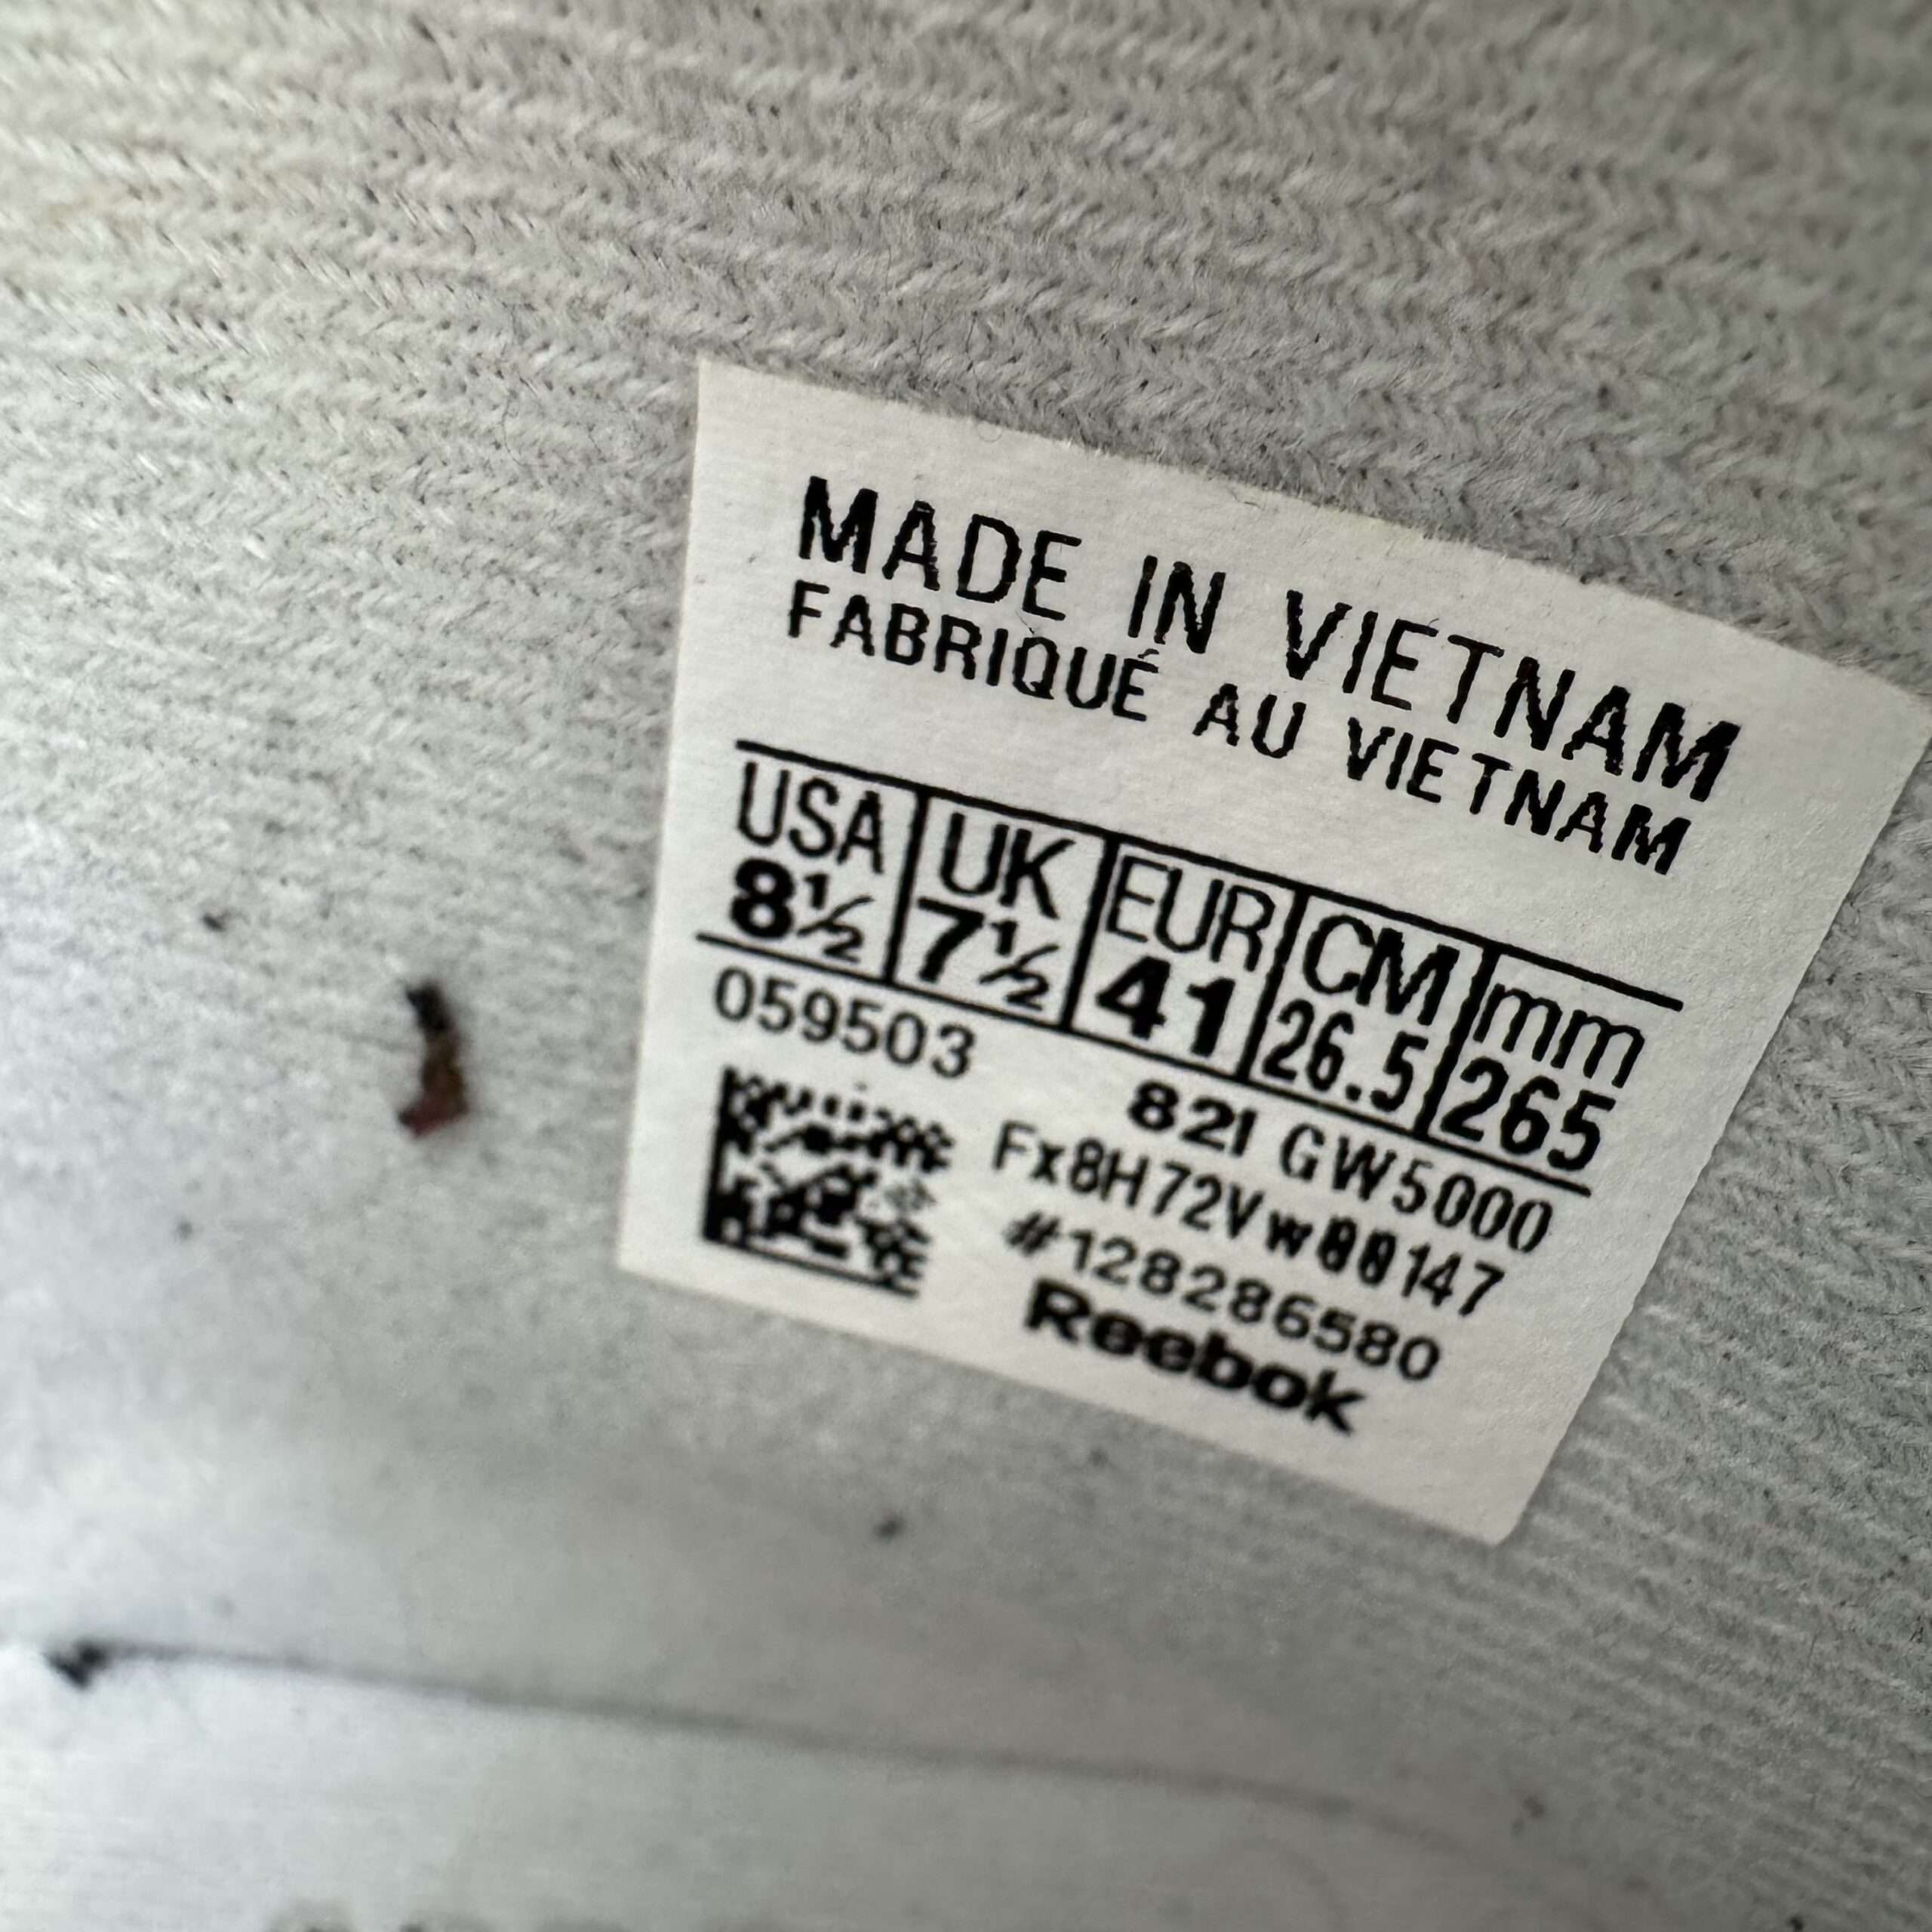 MADE IN VIETNAM
FABRIQUÉ AU VIETNAM
USA UK EUR CM mm
8½ 7½ 41 26.5 265
059503 82I GW5000
Fx8H72Vw00147
#128286580
Reebok